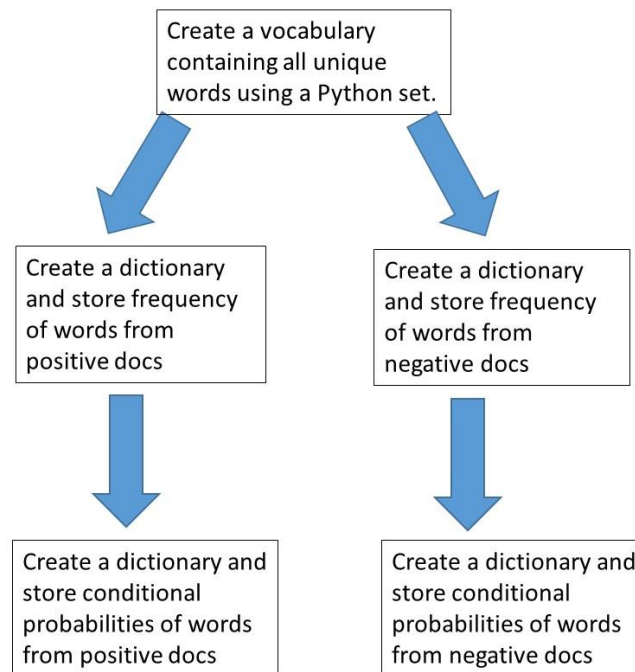 Create a vocabulary
containing all unique
words using a Python set.
Create a dictionary
and store frequency
of words from
positive docs
Create a dictionary
and store frequency
of words from
negative docs
Create a dictionary and
store conditional
probabilities of words
from positive docs
Create a dictionary and
store conditional
probabilities of words
from negative docs